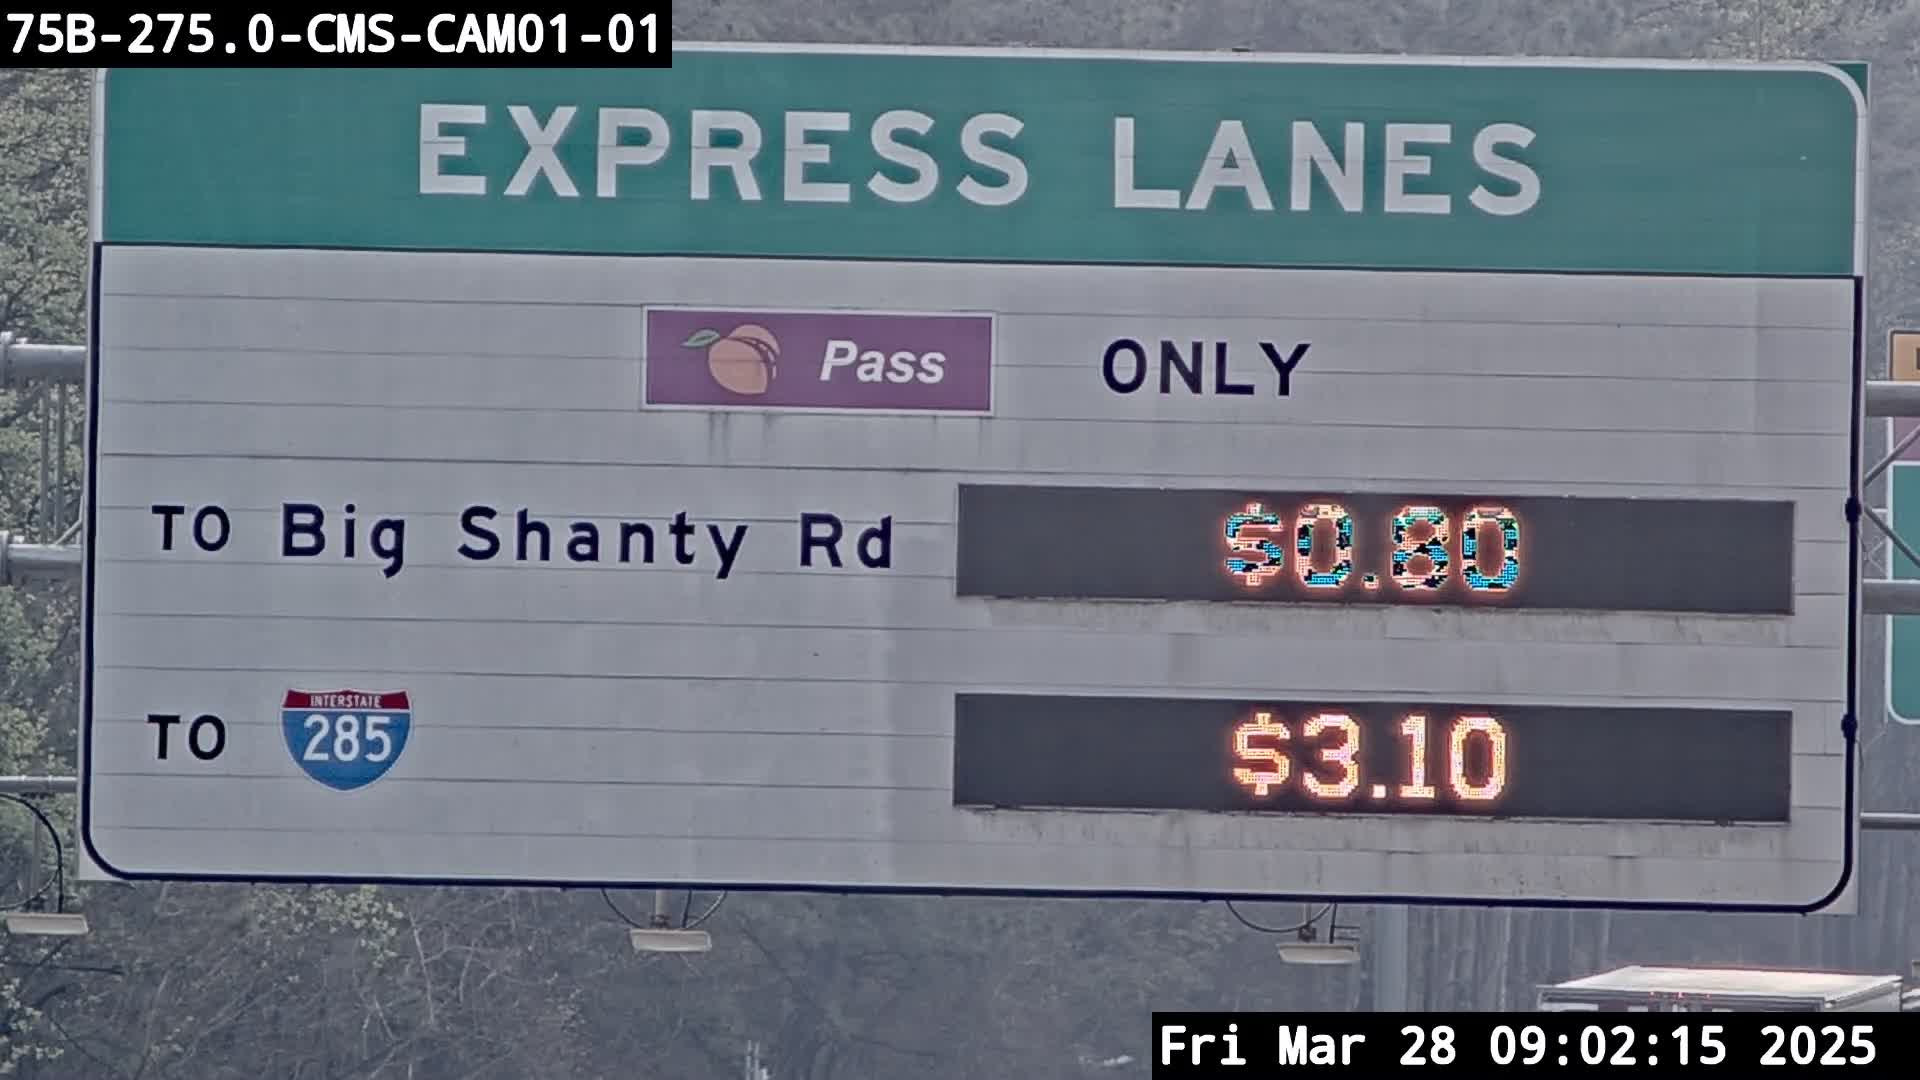 75B-275.0-CMS-CAM01-01
EXPRESS LANES
Pass ONLY
TO Big Shanty Rd $0.80
INTERSTATE
TO 285 $3.10
Fri Mar 28 09:02:15 2025